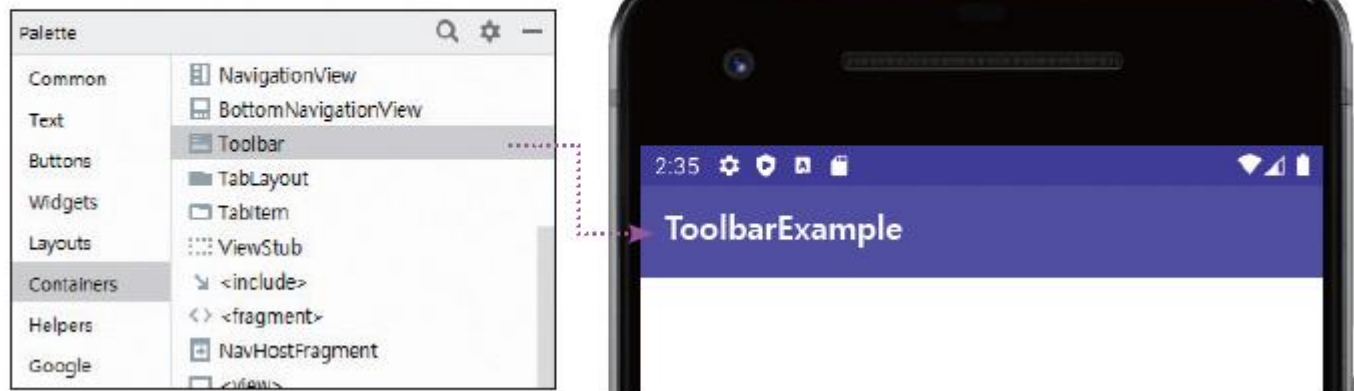 Palette
Common
Text
Buttons
Widgets
Layouts
Containers
Helpers
Google
NavigationView
BottomNavigationView
Toolbar
TabLayout
TabItem
ViewStub
<include>
<fragment>
NavHostFragment
<view>
2:35
ToolbarExample